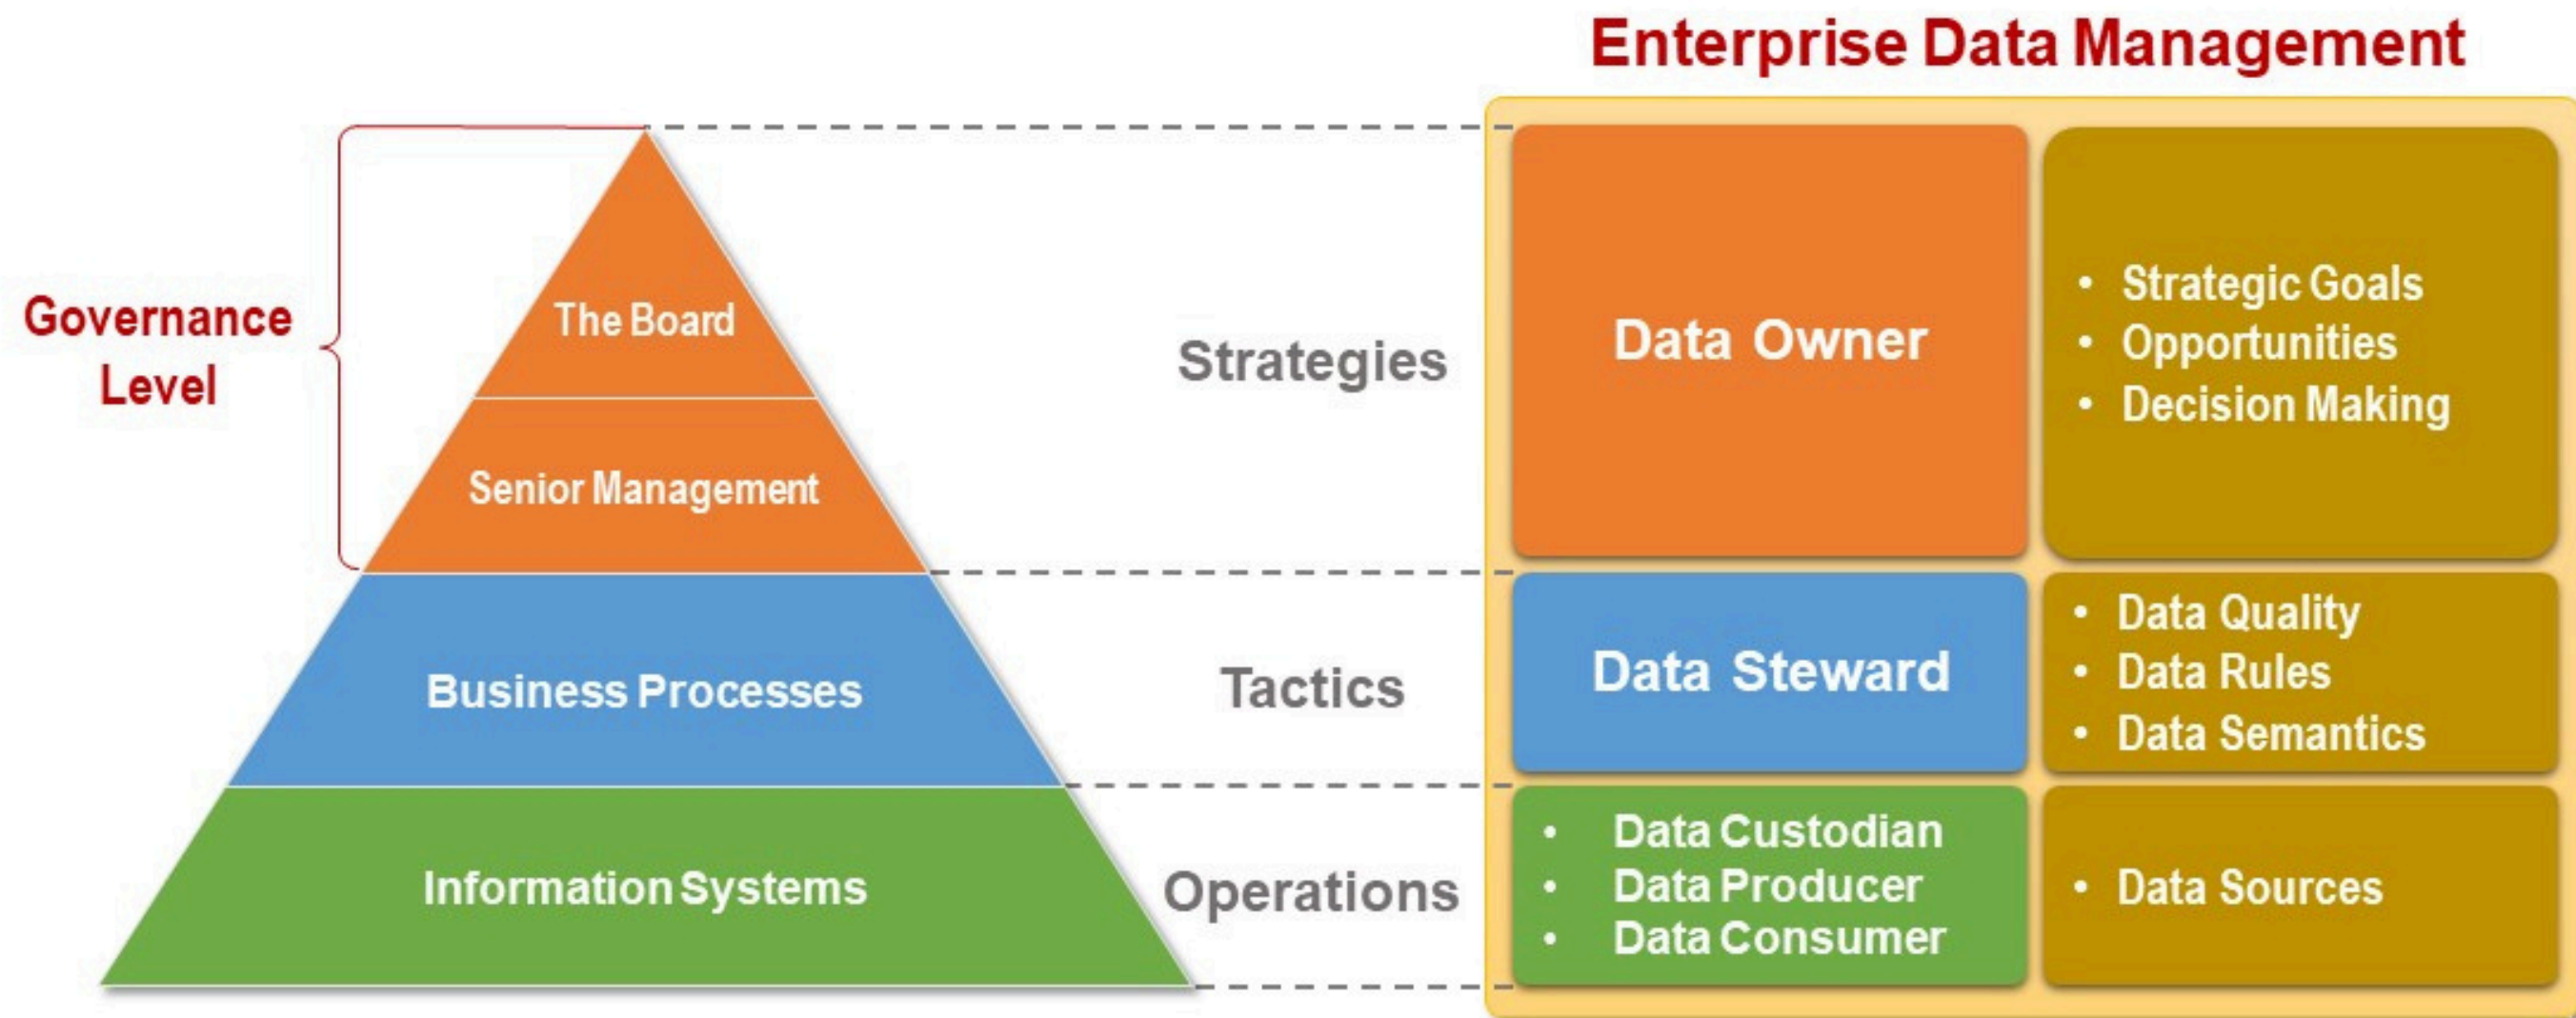 Enterprise Data Management
Governance
Level
The Board
Senior Management
Business Processes
Information Systems
Strategies
Tactics
Operations
Data Owner
• Strategic Goals
• Opportunities
• Decision Making
Data Steward
• Data Quality
• Data Rules
• Data Semantics
• Data Custodian
• Data Producer
• Data Consumer
• Data Sources